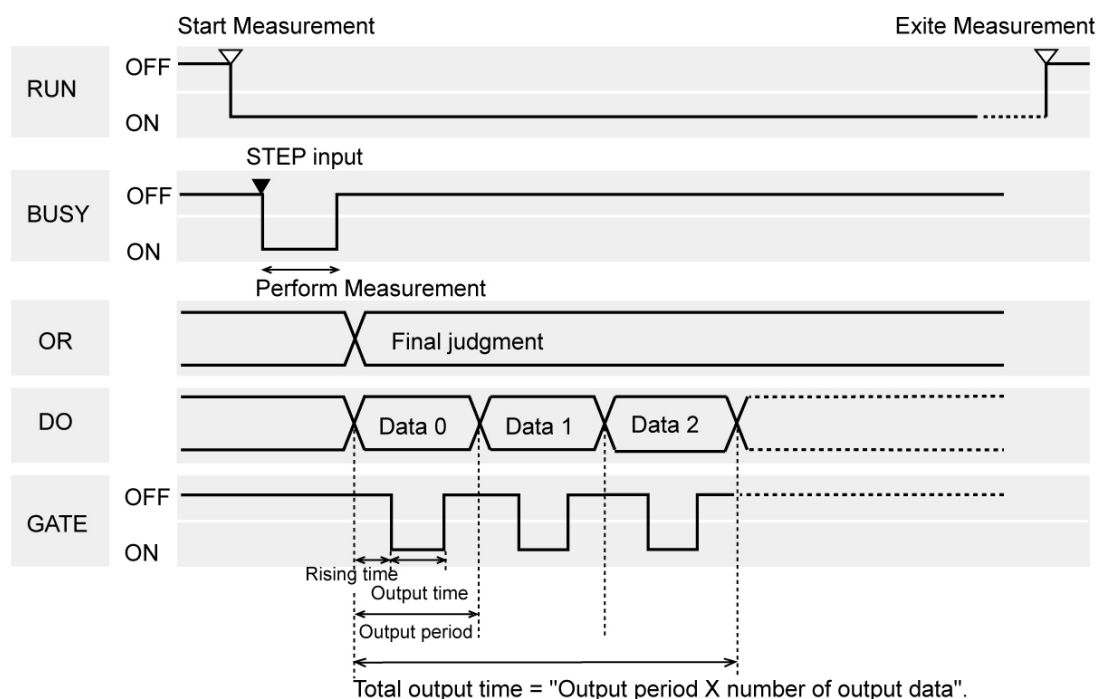 Start Measurement
Exite Measurement
RUN
OFF
ON
STEP input
BUSY
OFF
ON
Perform Measurement
OR
Final judgment
DO
Data 0
Data 1
Data 2
GATE
OFF
ON
Rising time
Output time
Output period
Total output time = "Output period X number of output data".